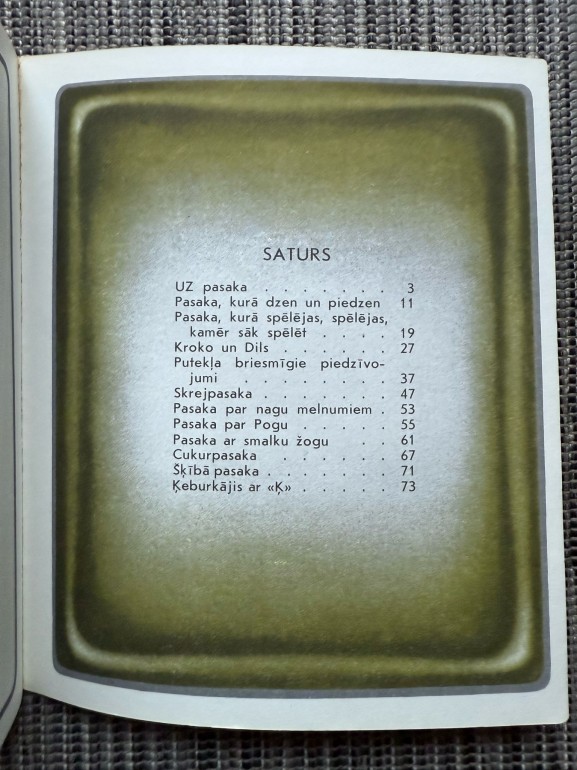 SATURS
UZ pasaka . . . . . . . 3
Pasaka, kurā dzen un piedzen 11
Pasaka, kurā spēlējas, spēlējas,
kamēr sāk spēlēt . . . . 19
Kroko un Dils . . . . . . 27
Putekļa briesmīgie piedzīvo-
jumi . . . . . . . . 37
Skrejpasaka . . . . . . . 47
Pasaka par nagu melnumiem . 53
Pasaka par Pogu . . . . . 55
Pasaka ar smalku žogu . . 61
Cukurpasaka . . . . . . 67
Šķībā pasaka . . . . . . . 71
Ķeburkājis ar «Ķ» . . . . . 73